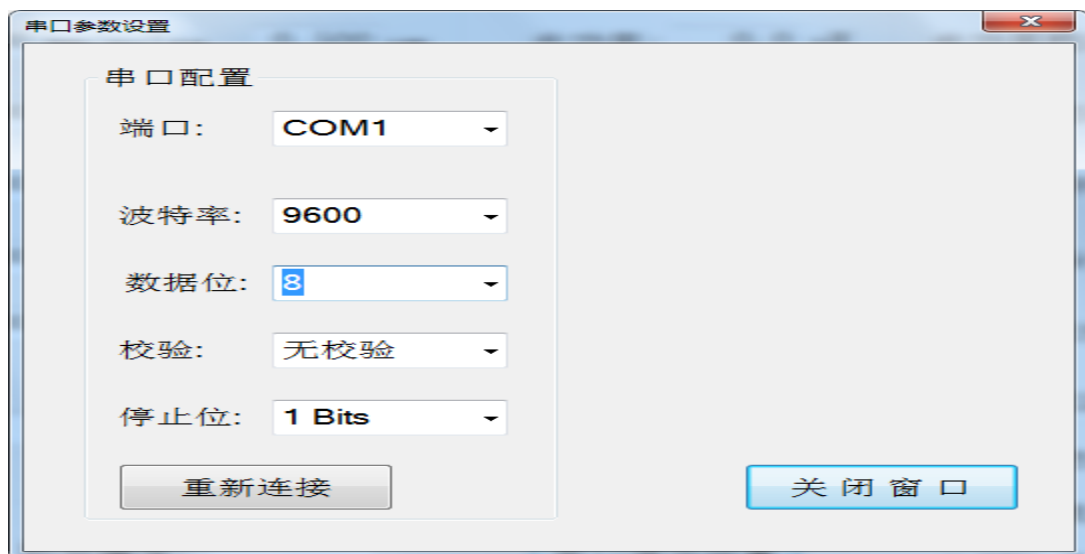 串口参数设置
串口配置
端口: COM1
波特率: 9600
数据位: 8
校验: 无校验
停止位: 1 Bits
重新连接 关闭窗口